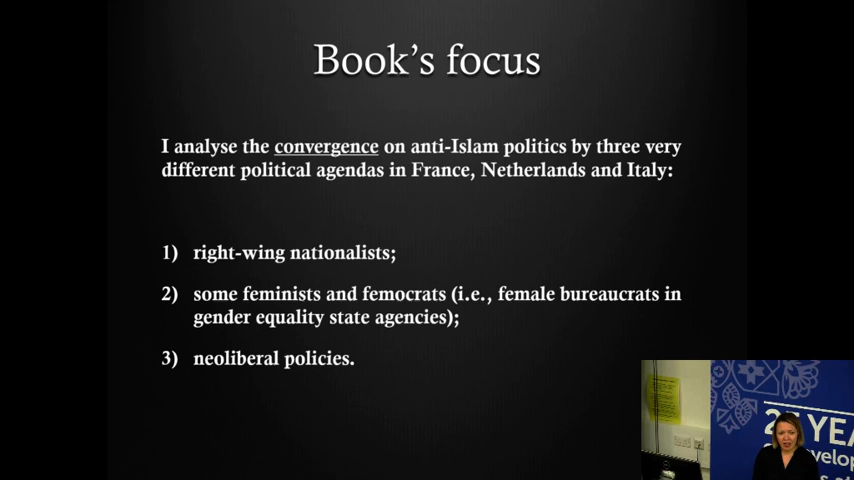 Book's focus
I analyse the convergence on anti-Islam politics by three very
different political agendas in France, Netherlands and Italy:
1) right-wing nationalists;
2) some feminists and femocrats (i.e., female bureaucrats in
gender equality state agencies);
3) neoliberal policies.
YEA